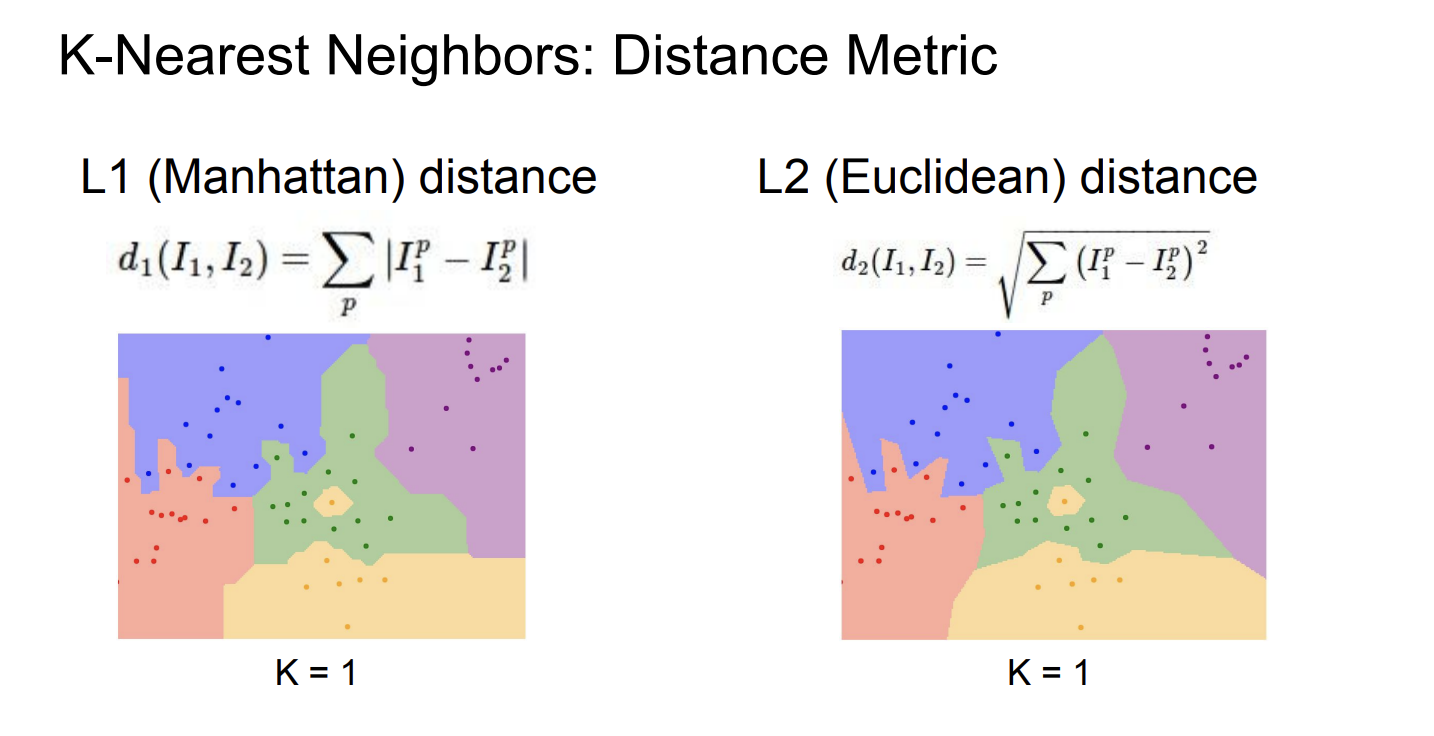 K-Nearest Neighbors: Distance Metric
L1 (Manhattan) distance
d₁(I₁, I₂) = ∑ₚ |I₁ᵖ − I₂ᵖ|
K = 1
L2 (Euclidean) distance
d₂(I₁, I₂) = √(∑ₚ (I₁ᵖ − I₂ᵖ)²)
K = 1